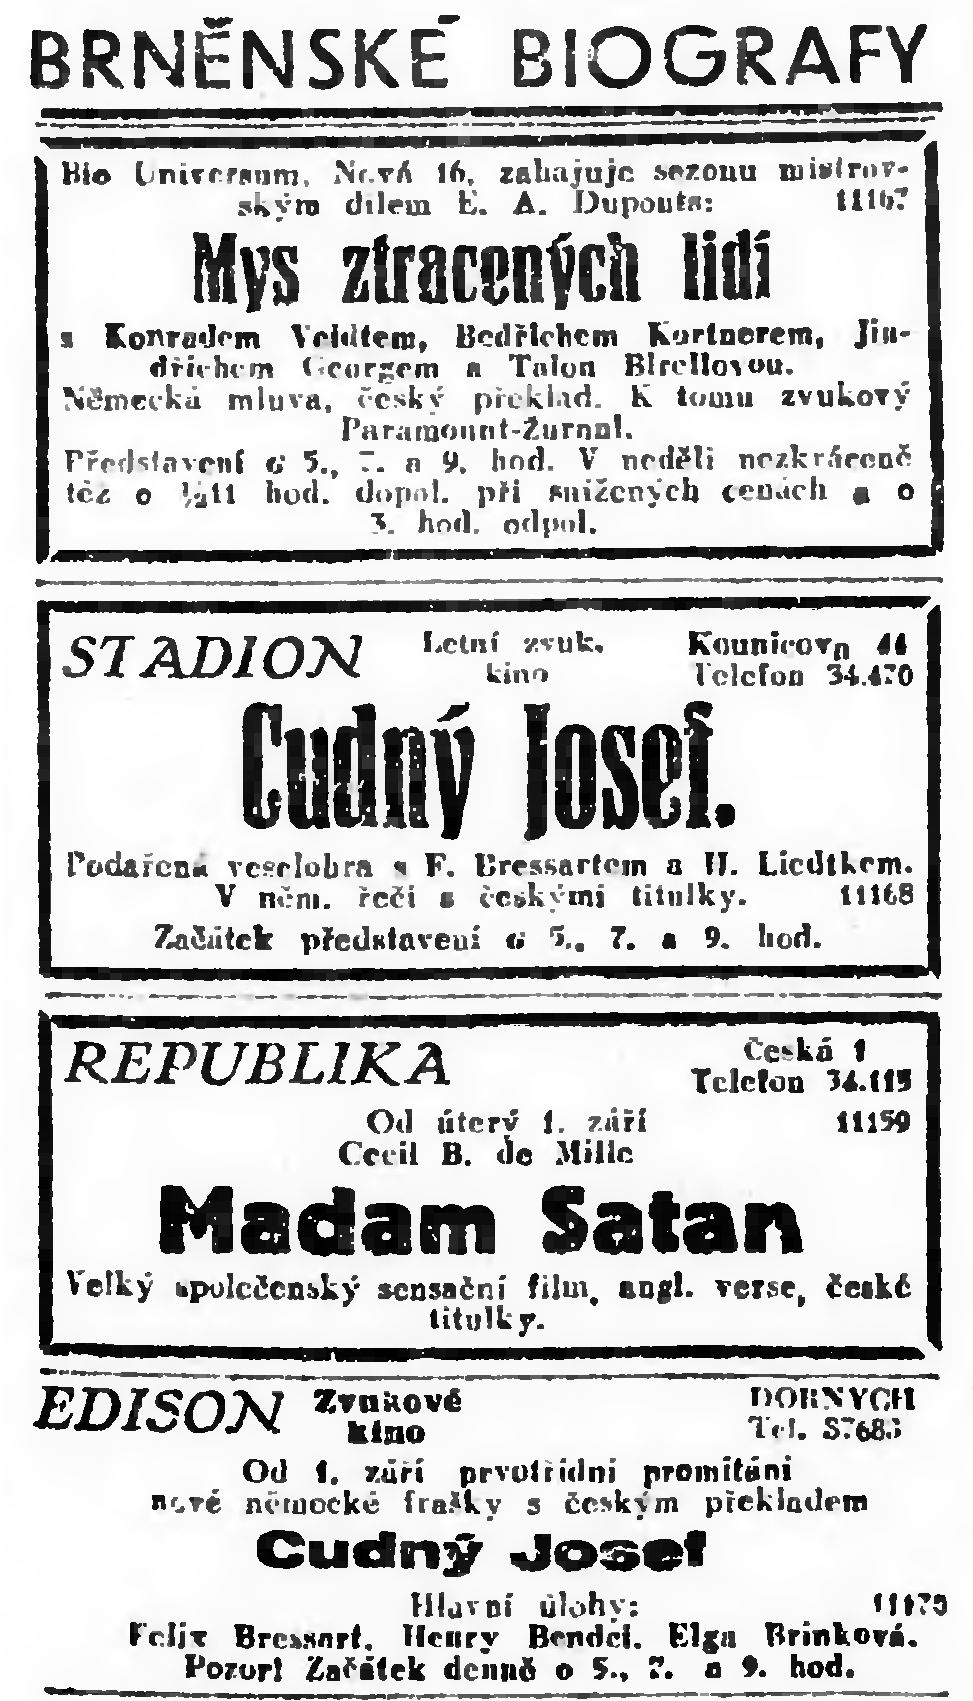 BRNĚNSKÉ BIOGRAFY
Bio Universum, Nová 16, zahajuje sezonu mistrov-
ským dílem E. A. Duponta: 11167
Mys ztracených lidí
s Konradem Veidtem, Bedřichem Kortnerem, Jin-
dřichem Georgem a Talon Birellovou.
Německá mluva, český překlad. K tomu zvukový
Paramount-Žurnal.
Představení o 5., 7. a 9. hod. V neděli nezkráceně
též o ½11 hod. dopol. při snížených cenách a o
3. hod. odpol.
STADION Letní zvuk. Kounicova 44
kino Telefon 34.470
Cudný Josef.
Podařená veselohra s F. Bressartem a H. Liedtkem.
V něm. řeči s českými titulky. 11168
Začátek představení o 5., 7. a 9. hod.
REPUBLIKA Česká 1
Telefon 34.115
Od úterý 1. září 11159
Cecil B. de Mille
Madam Satan
Velký společenský sensační film, angl. verse, české
titulky.
EDISON Zvukové DORNYCH
kino Tel. 37683
Od 1. září prvotřídní promítání
nové německé frašky s českým překladem
Cudný Josef
Hlavní úlohy: 11170
Felix Bressart, Henry Bendel, Elga Brinková.
Pozor! Začátek denně o 5., 7. a 9. hod.